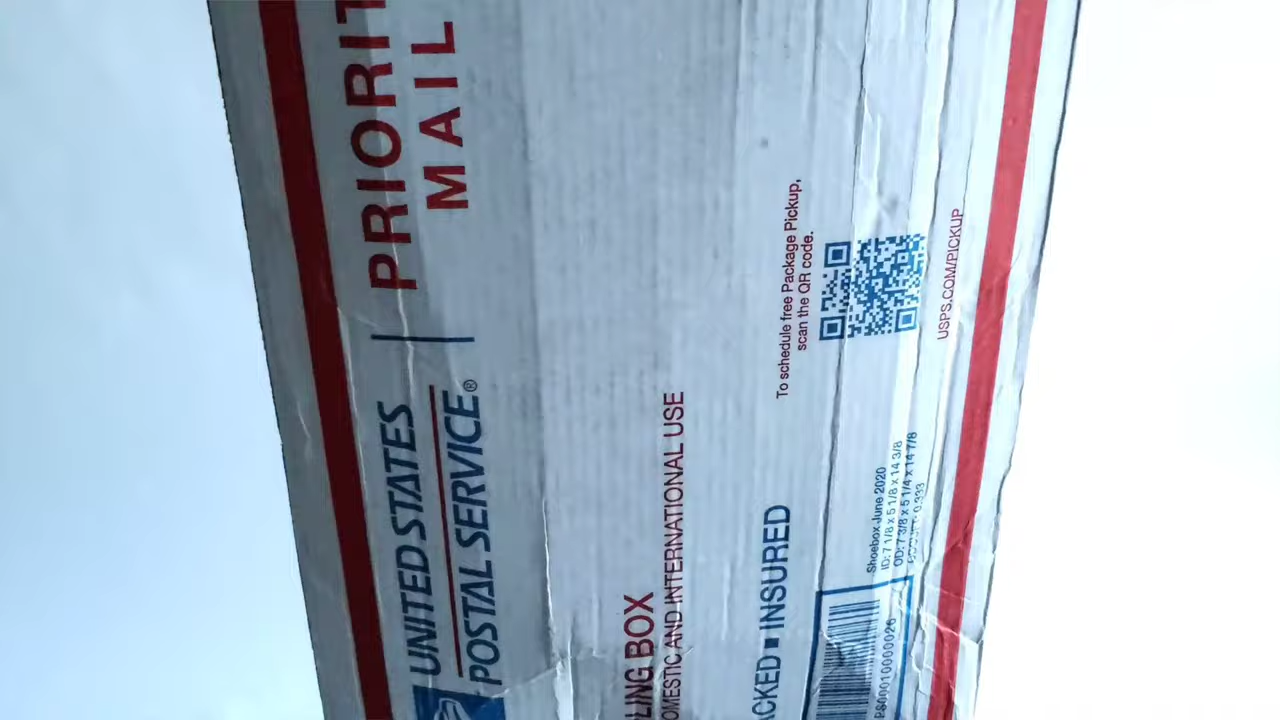 PRIORIT
MAIL
UNITED STATES
POSTAL SERVICE®
LING BOX
OMESTIC AND INTERNATIONAL USE
ACKED ▪ INSURED
To schedule free Package Pickup,
scan the QR code.
USPS.COM/PICKUP
Shoebox June 2020
ID: 7 1/8 x 5 1/8 x 14 3/8
OD: 7 3/8 x 5 1/4 x 14 7/8
0.333
PS00010000026